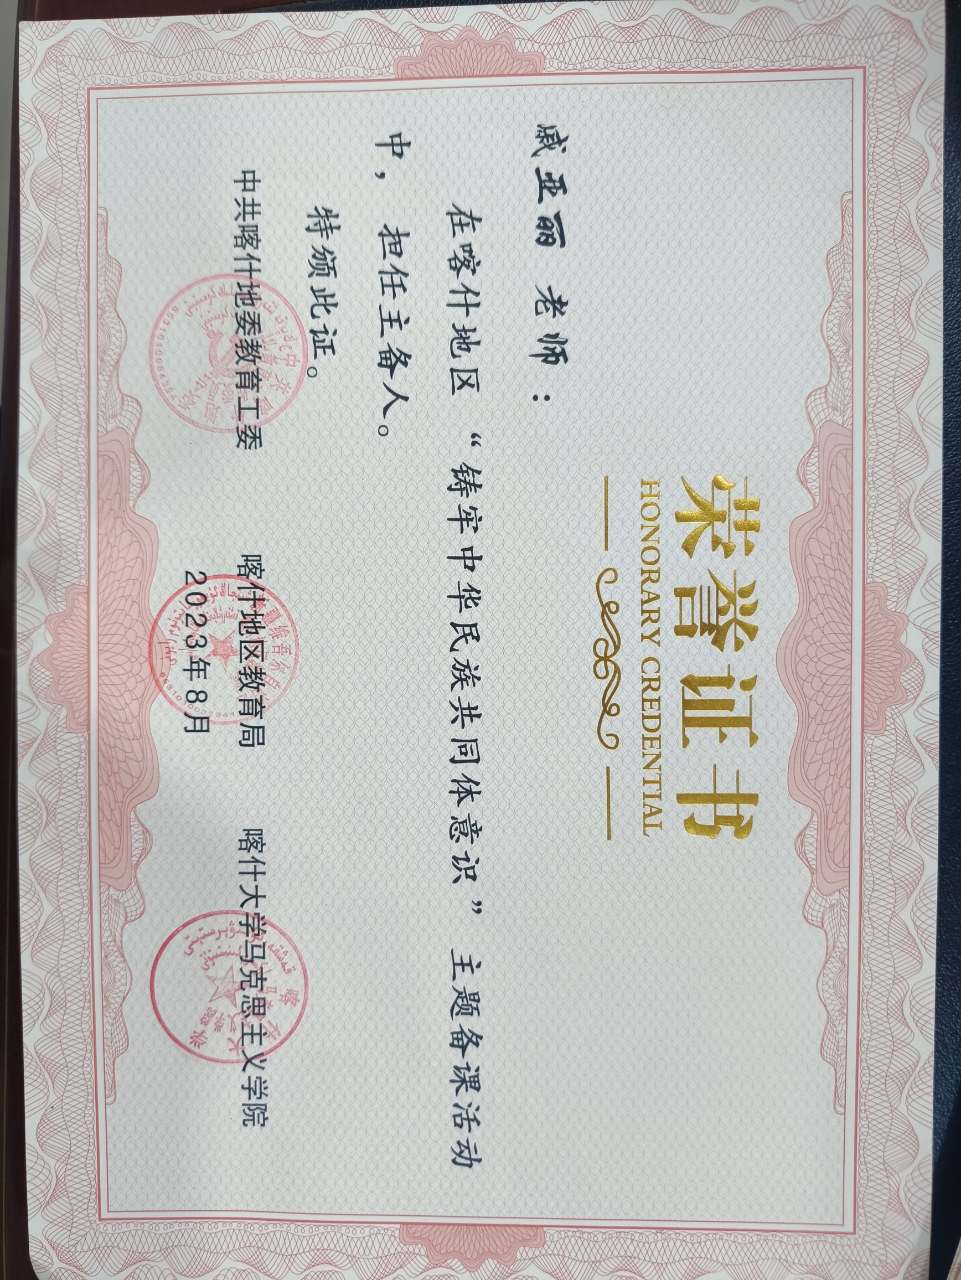 荣誉证书
HONORARY CREDENTIAL
戚亚丽 老师：
在喀什地区“铸牢中华民族共同体意识”主题备课活动
中，担任主备人。
特颁此证。
中共喀什地委教育工委 喀什地区教育局 喀什大学马克思主义学院
2023年8月